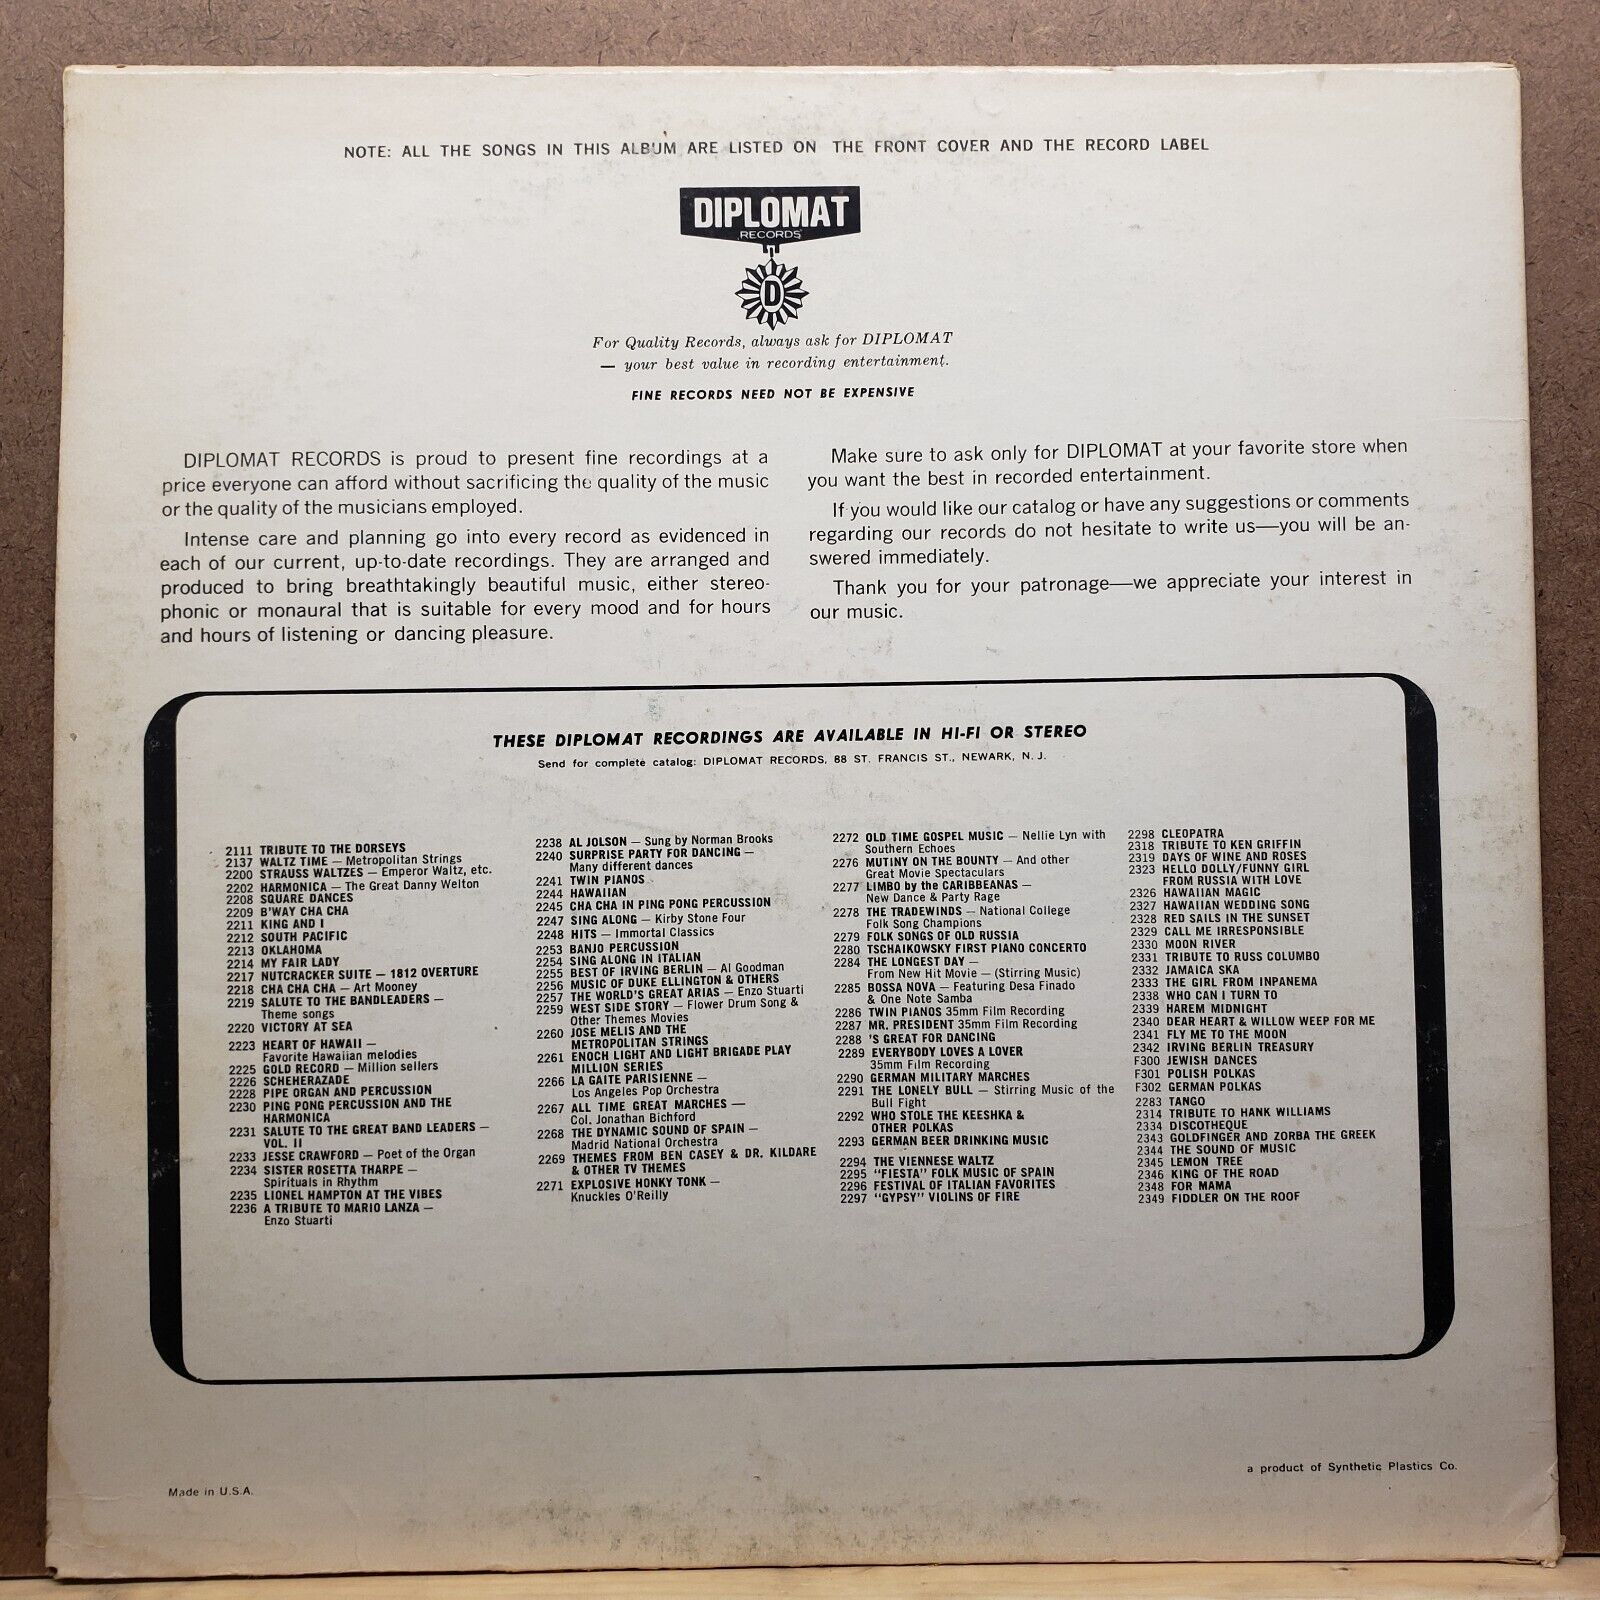 NOTE: ALL THE SONGS IN THIS ALBUM ARE LISTED ON THE FRONT COVER AND THE RECORD LABEL
DIPLOMAT
RECORDS
D
For Quality Records, always ask for DIPLOMAT
— your best value in recording entertainment.
FINE RECORDS NEED NOT BE EXPENSIVE
DIPLOMAT RECORDS is proud to present fine recordings at a
price everyone can afford without sacrificing the quality of the music
or the quality of the musicians employed.
Intense care and planning go into every record as evidenced in
each of our current, up-to-date recordings. They are arranged and
produced to bring breathtakingly beautiful music, either stereo-
phonic or monaural that is suitable for every mood and for hours
and hours of listening or dancing pleasure.
Make sure to ask only for DIPLOMAT at your favorite store when
you want the best in recorded entertainment.
If you would like our catalog or have any suggestions or comments
regarding our records do not hesitate to write us—you will be an-
swered immediately.
Thank you for your patronage—we appreciate your interest in
our music.
THESE DIPLOMAT RECORDINGS ARE AVAILABLE IN HI-FI OR STEREO
Send for complete catalog: DIPLOMAT RECORDS, 88 ST. FRANCIS ST., NEWARK, N. J.
2111 TRIBUTE TO THE DORSEYS
2137 WALTZ TIME — Metropolitan Strings
2200 STRAUSS WALTZES — Emperor Waltz, etc.
2202 HARMONICA — The Great Danny Welton
2208 SQUARE DANCES
2209 B'WAY CHA CHA
2211 KING AND I
2212 SOUTH PACIFIC
2213 OKLAHOMA
2214 MY FAIR LADY
2217 NUTCRACKER SUITE — 1812 OVERTURE
2218 CHA CHA CHA — Art Mooney
2219 SALUTE TO THE BANDLEADERS —
Theme songs
2220 VICTORY AT SEA
2223 HEART OF HAWAII —
Favorite Hawaiian melodies
2225 GOLD RECORD — Million sellers
2226 SCHEHERAZADE
2228 PIPE ORGAN AND PERCUSSION
2230 PING PONG PERCUSSION AND THE
HARMONICA
2231 SALUTE TO THE GREAT BAND LEADERS —
VOL. II
2233 JESSE CRAWFORD — Poet of the Organ
2234 SISTER ROSETTA THARPE —
Spirituals in Rhythm
2235 LIONEL HAMPTON AT THE VIBES
2236 A TRIBUTE TO MARIO LANZA —
Enzo Stuarti
2238 AL JOLSON — Sung by Norman Brooks
2240 SURPRISE PARTY FOR DANCING —
Many different dances
2241 TWIN PIANOS
2244 HAWAIIAN
2245 CHA CHA IN PING PONG PERCUSSION
2247 SING ALONG — Kirby Stone Four
2248 HITS — Immortal Classics
2253 BANJO PERCUSSION
2254 SING ALONG IN ITALIAN
2255 BEST OF IRVING BERLIN — Al Goodman
2256 MUSIC OF DUKE ELLINGTON & OTHERS
2257 THE WORLD'S GREAT ARIAS — Enzo Stuarti
2259 WEST SIDE STORY — Flower Drum Song &
Other Themes Movies
2260 JOSE MELIS AND THE
METROPOLITAN STRINGS
2261 ENOCH LIGHT AND LIGHT BRIGADE PLAY
MILLION SERIES
2266 LA GAITE PARISIENNE —
Los Angeles Pop Orchestra
2267 ALL TIME GREAT MARCHES —
Col. Jonathan Bichford
2268 THE DYNAMIC SOUND OF SPAIN —
Madrid National Orchestra
2269 THEMES FROM BEN CASEY & DR. KILDARE
& OTHER TV THEMES
2271 EXPLOSIVE HONKY TONK —
Knuckles O'Reilly
2272 OLD TIME GOSPEL MUSIC — Nellie Lyn with
Southern Echoes
2276 MUTINY ON THE BOUNTY — And other
Great Movie Spectaculars
2277 LIMBO by the CARIBBEANAS —
New Dance & Party Rage
2278 THE TRADEWINDS — National College
Folk Song Champions
2279 FOLK SONGS OF OLD RUSSIA
2280 TSCHAIKOWSKY FIRST PIANO CONCERTO
2284 THE LONGEST DAY —
From New Hit Movie — (Stirring Music)
2285 BOSSA NOVA — Featuring Desa Finado
& One Note Samba
2286 TWIN PIANOS 35mm Film Recording
2287 MR. PRESIDENT 35mm Film Recording
2288 'S GREAT FOR DANCING
2289 EVERYBODY LOVES A LOVER
35mm Film Recording
2290 GERMAN MILITARY MARCHES
2291 THE LONELY BULL — Stirring Music of the
Bull Fight
2292 WHO STOLE THE KEESHKA &
OTHER POLKAS
2293 GERMAN BEER DRINKING MUSIC
2294 THE VIENNESE WALTZ
2295 "FIESTA" FOLK MUSIC OF SPAIN
2296 FESTIVAL OF ITALIAN FAVORITES
2297 "GYPSY" VIOLINS OF FIRE
2298 CLEOPATRA
2318 TRIBUTE TO KEN GRIFFIN
2319 DAYS OF WINE AND ROSES
2323 HELLO DOLLY/FUNNY GIRL
FROM RUSSIA WITH LOVE
2326 HAWAIIAN MAGIC
2327 HAWAIIAN WEDDING SONG
2328 RED SAILS IN THE SUNSET
2329 CALL ME IRRESPONSIBLE
2330 MOON RIVER
2331 TRIBUTE TO RUSS COLUMBO
2332 JAMAICA SKA
2333 THE GIRL FROM INPANEMA
2338 WHO CAN I TURN TO
2339 HAREM MIDNIGHT
2340 DEAR HEART & WILLOW WEEP FOR ME
2341 FLY ME TO THE MOON
2342 IRVING BERLIN TREASURY
F300 JEWISH DANCES
F301 POLISH POLKAS
F302 GERMAN POLKAS
2283 TANGO
2314 TRIBUTE TO HANK WILLIAMS
2334 DISCOTHEQUE
2343 GOLDFINGER AND ZORBA THE GREEK
2344 THE SOUND OF MUSIC
2345 LEMON TREE
2346 KING OF THE ROAD
2348 FOR MAMA
2349 FIDDLER ON THE ROOF
a product of Synthetic Plastics Co.
Made in U.S.A.